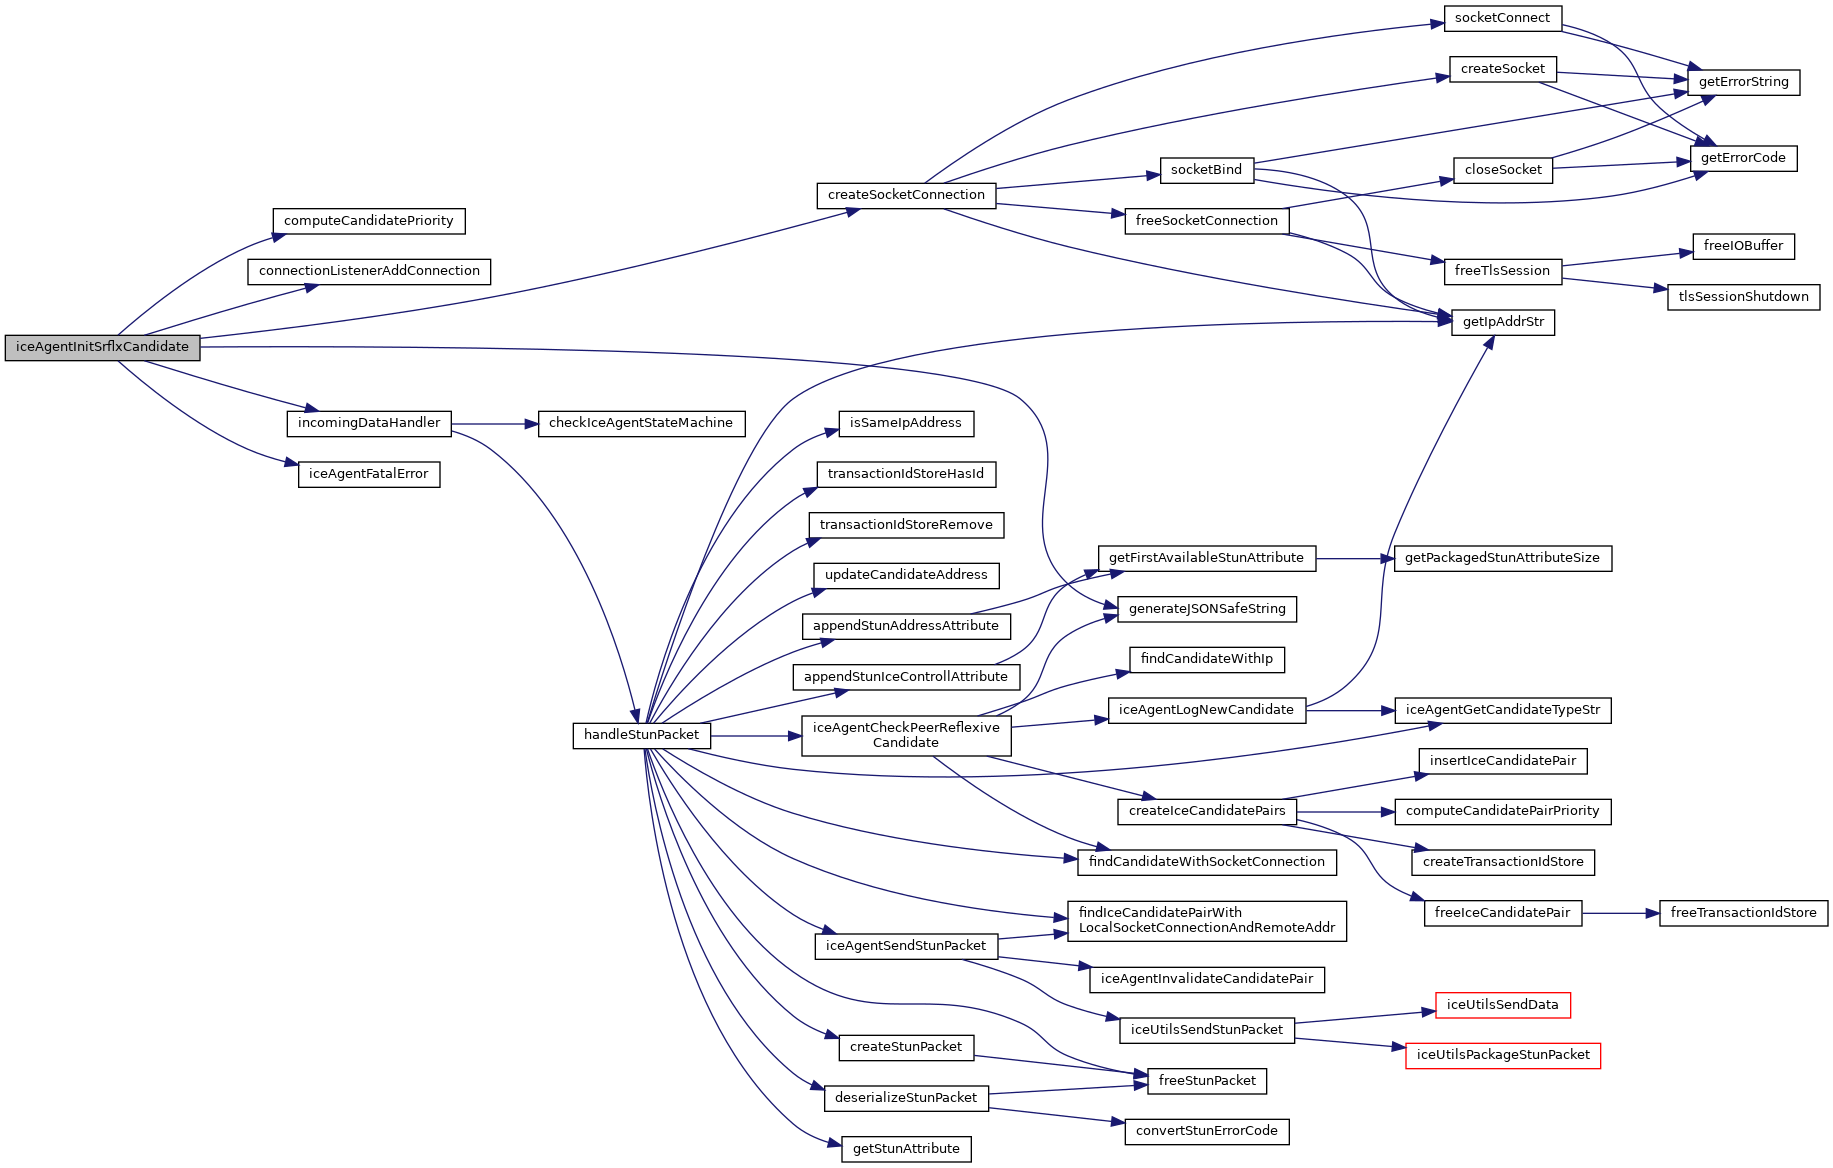 iceAgentInitSrflxCandidate
computeCandidatePriority
connectionListenerAddConnection
createSocketConnection
incomingDataHandler
iceAgentFatalError
socketConnect
createSocket
socketBind
closeSocket
freeSocketConnection
getErrorString
getErrorCode
freeTlsSession
freeIOBuffer
tlsSessionShutdown
getIpAddrStr
checkIceAgentStateMachine
handleStunPacket
isSameIpAddress
transactionIdStoreHasId
transactionIdStoreRemove
updateCandidateAddress
appendStunAddressAttribute
appendStunIceControllAttribute
iceAgentCheckPeerReflexive
Candidate
getFirstAvailableStunAttribute
getPackagedStunAttributeSize
generateJSONSafeString
findCandidateWithIp
iceAgentLogNewCandidate
iceAgentGetCandidateTypeStr
createIceCandidatePairs
insertIceCandidatePair
computeCandidatePairPriority
createTransactionIdStore
freeIceCandidatePair
freeTransactionIdStore
findCandidateWithSocketConnection
findIceCandidatePairWith
LocalSocketConnectionAndRemoteAddr
iceAgentSendStunPacket
iceAgentInvalidateCandidatePair
iceUtilsSendStunPacket
iceUtilsSendData
iceUtilsPackageStunPacket
createStunPacket
freeStunPacket
deserializeStunPacket
convertStunErrorCode
getStunAttribute